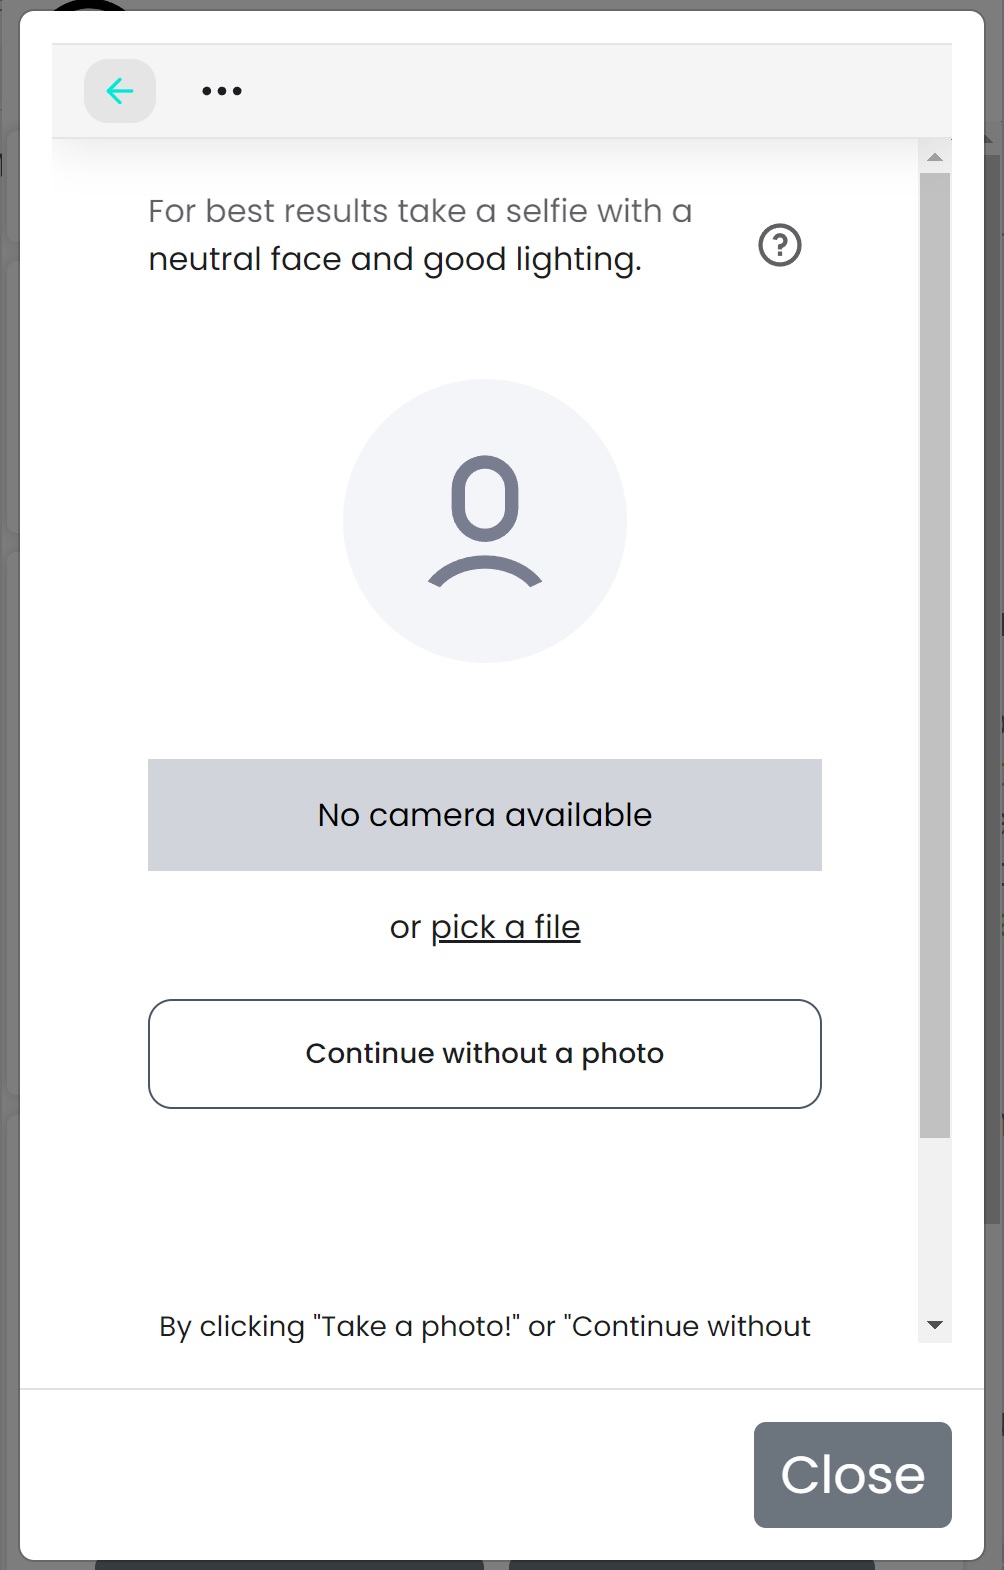 For best results take a selfie with a
neutral face and good lighting.
No camera available
or pick a file
Continue without a photo
By clicking "Take a photo!" or "Continue without
Close